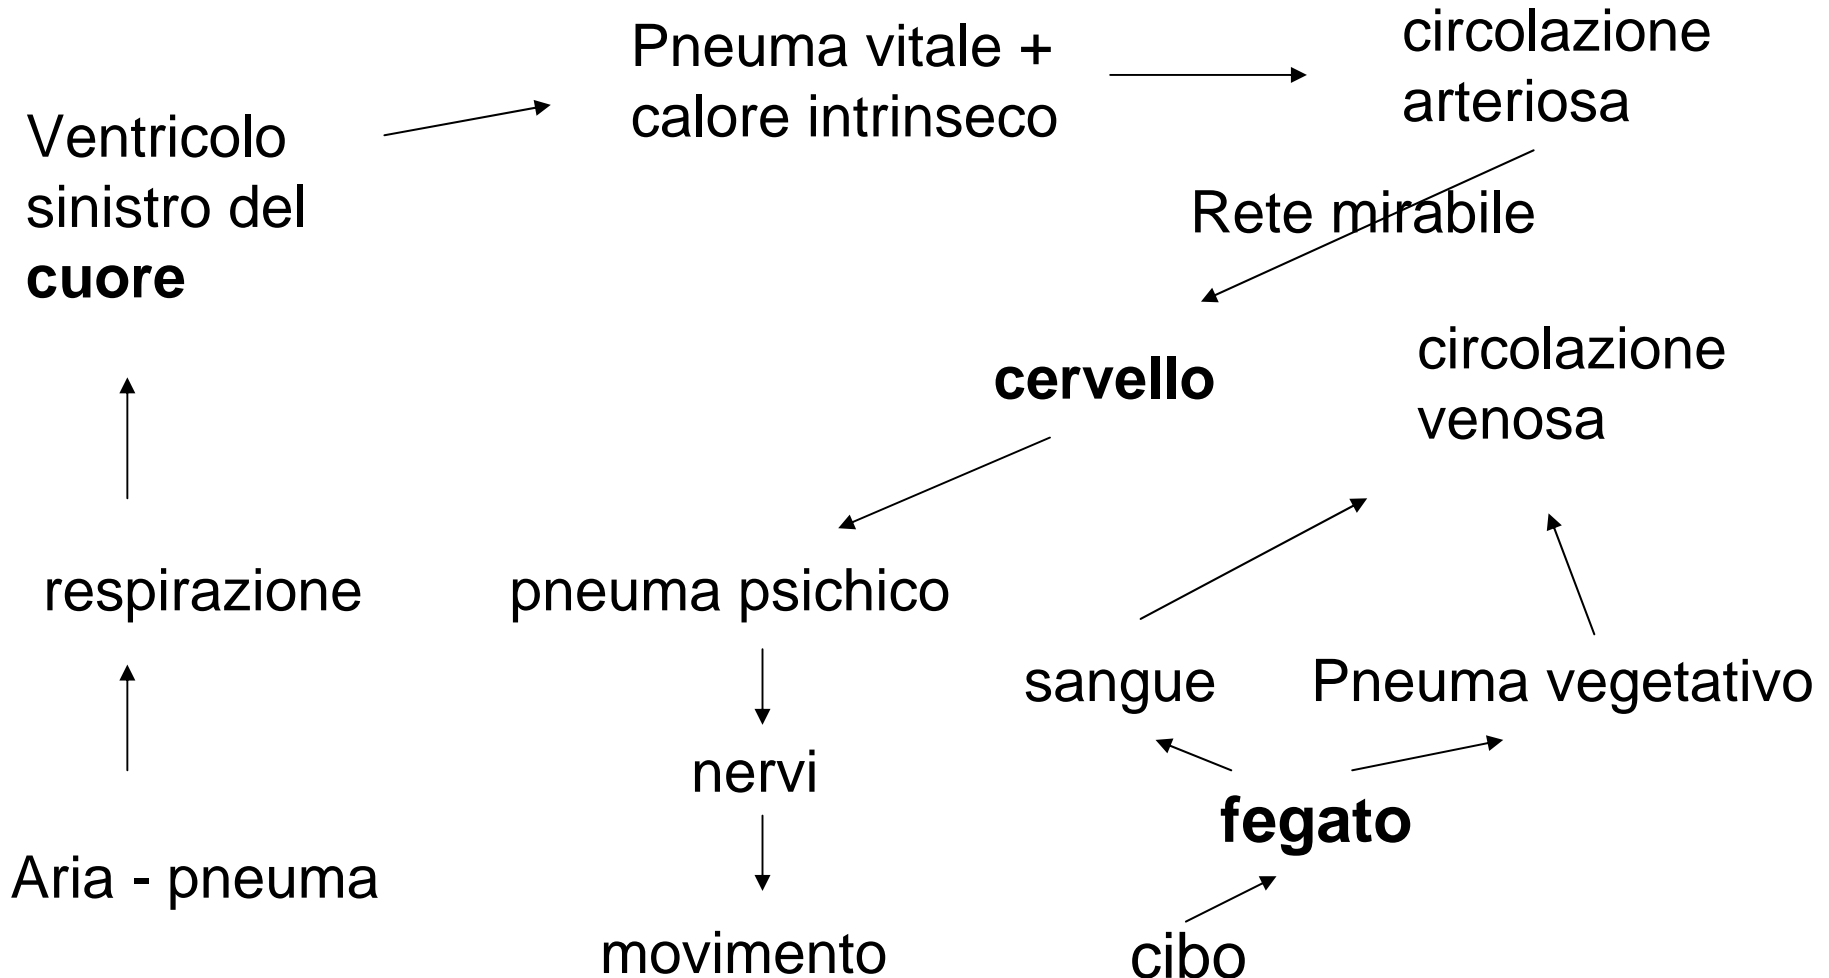 Pneuma vitale +
calore intrinseco
circolazione
arteriosa
Ventricolo
sinistro del
cuore
Rete mirabile
cervello
circolazione
venosa
respirazione
pneuma psichico
sangue
Pneuma vegetativo
nervi
fegato
Aria - pneuma
movimento
cibo